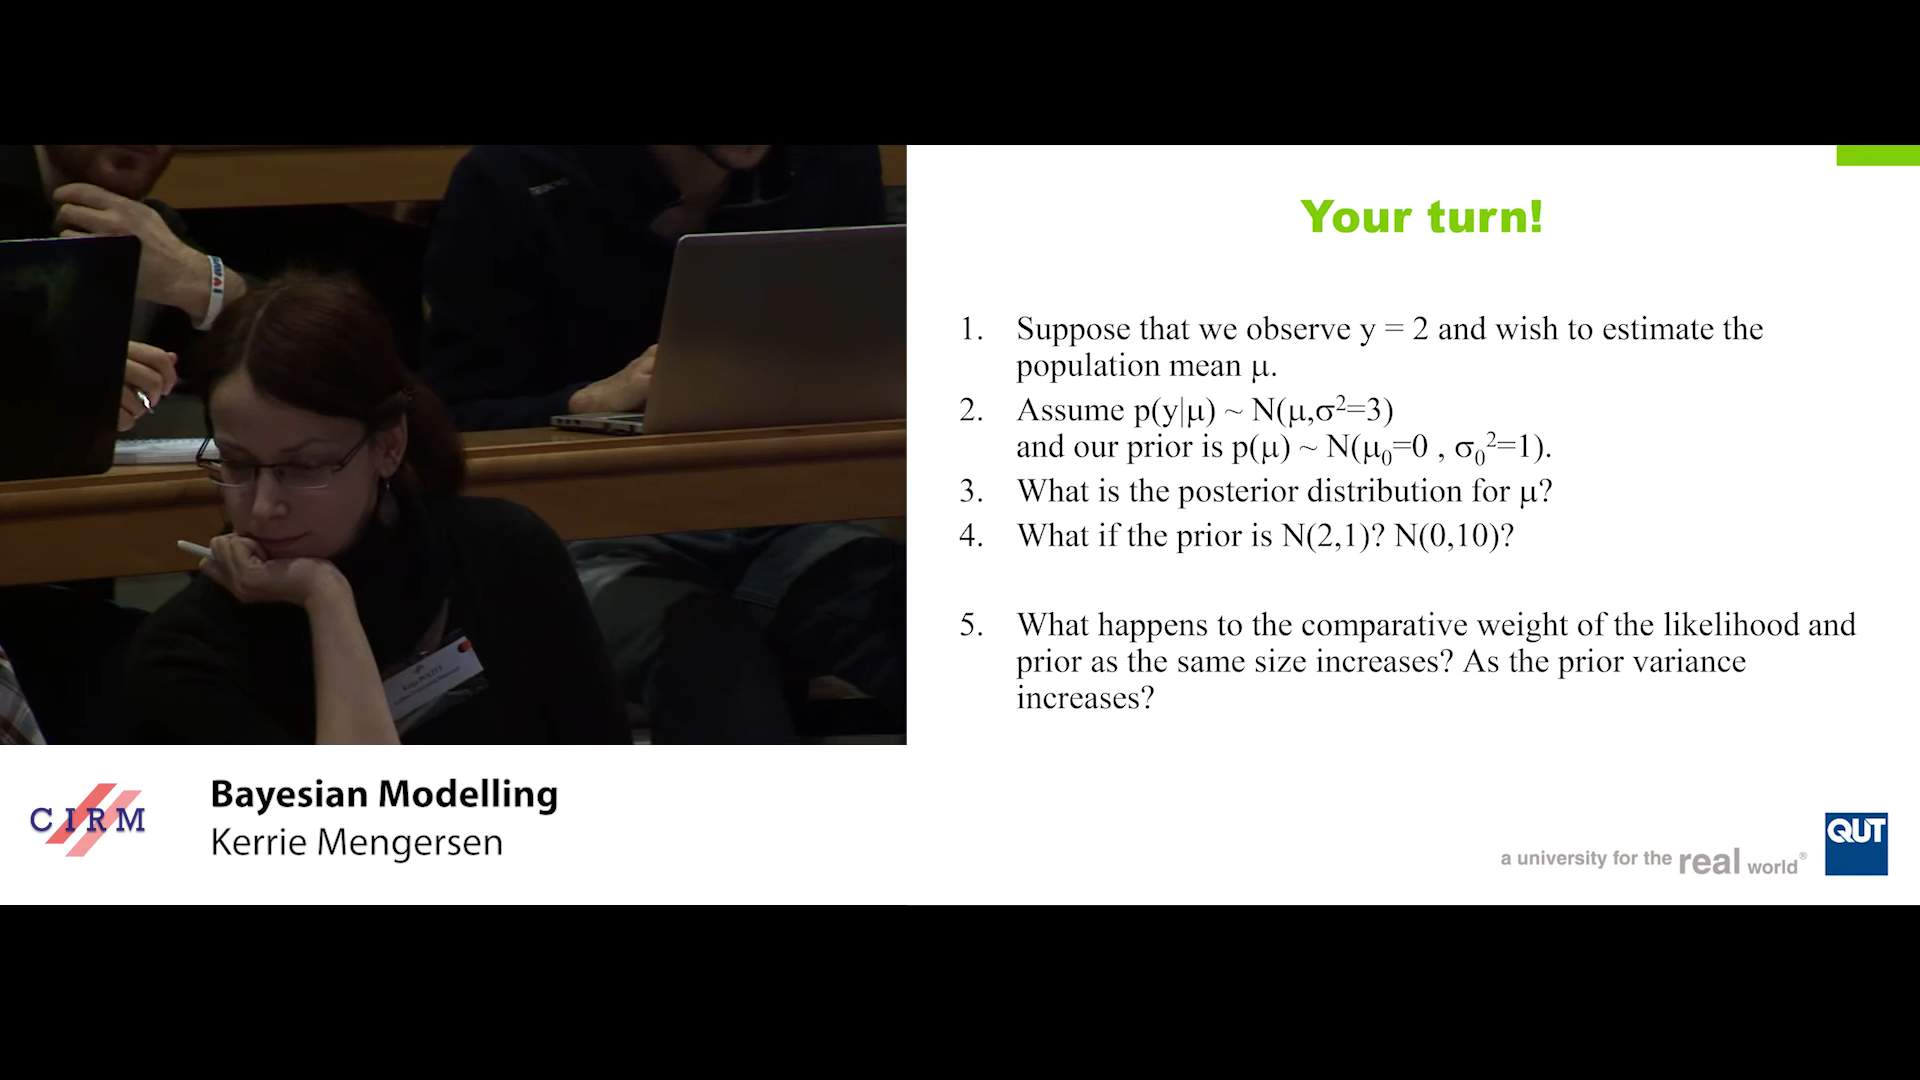 Your turn!
1. Suppose that we observe y = 2 and wish to estimate the
population mean μ.
2. Assume p(y|μ) ~ N(μ,σ²=3)
and our prior is p(μ) ~ N(μ₀=0 , σ₀²=1).
3. What is the posterior distribution for μ?
4. What if the prior is N(2,1)? N(0,10)?
5. What happens to the comparative weight of the likelihood and
prior as the same size increases? As the prior variance
increases?
CIRM
Bayesian Modelling
Kerrie Mengersen
a university for the real world®
QUT